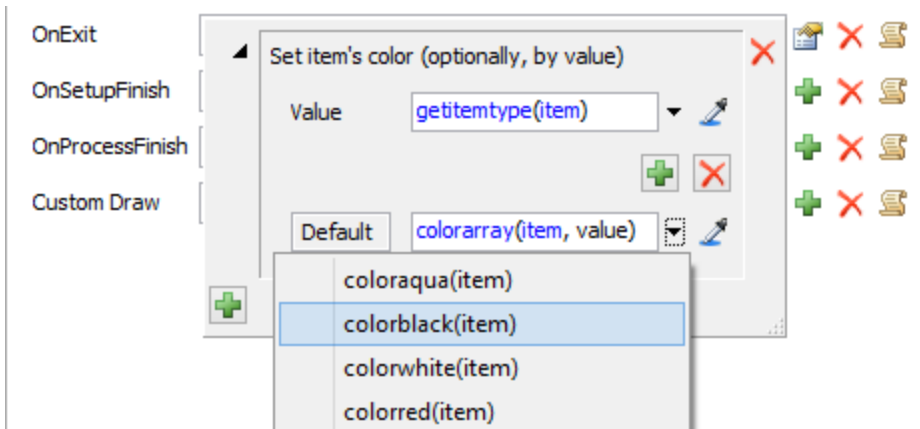 OnExit
Set item's color (optionally, by value)
OnSetupFinish
Value getitemtype(item)
OnProcessFinish
Custom Draw
Default colorarray(item, value)
coloraqua(item)
colorblack(item)
colorwhite(item)
colorred(item)